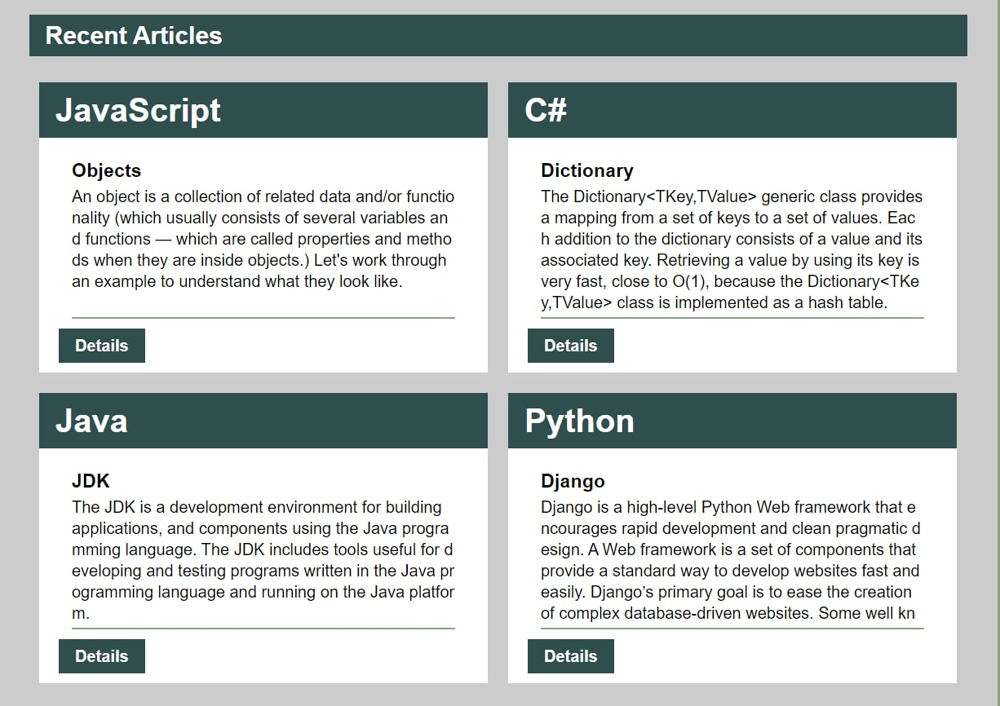 Recent Articles
JavaScript
Objects
An object is a collection of related data and/or functio
nality (which usually consists of several variables an
d functions — which are called properties and metho
ds when they are inside objects.) Let's work through
an example to understand what they look like.
Details
C#
Dictionary
The Dictionary<TKey,TValue> generic class provides
a mapping from a set of keys to a set of values. Eac
h addition to the dictionary consists of a value and its
associated key. Retrieving a value by using its key is
very fast, close to O(1), because the Dictionary<TKe
y,TValue> class is implemented as a hash table.
Details
Java
JDK
The JDK is a development environment for building
applications, and components using the Java progra
mming language. The JDK includes tools useful for d
eveloping and testing programs written in the Java pr
ogramming language and running on the Java platfor
m.
Details
Python
Django
Django is a high-level Python Web framework that e
ncourages rapid development and clean pragmatic d
esign. A Web framework is a set of components that
provide a standard way to develop websites fast and
easily. Django’s primary goal is to ease the creation
of complex database-driven websites. Some well kn
Details